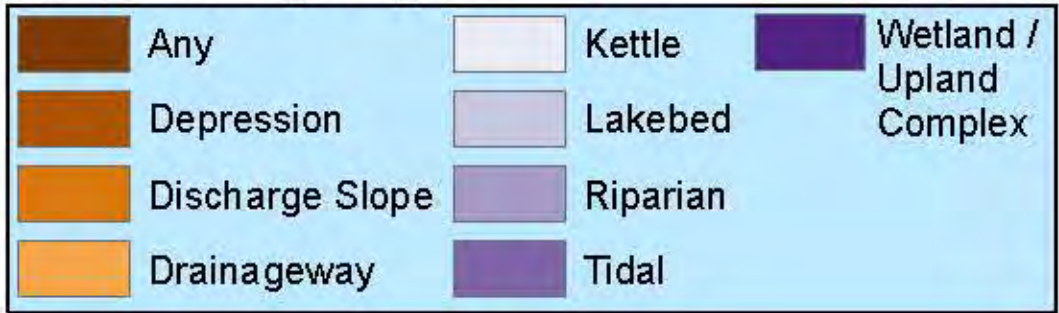 Any
Depression
Discharge Slope
Drainageway
Kettle
Lakebed
Riparian
Tidal
Wetland /
Upland
Complex